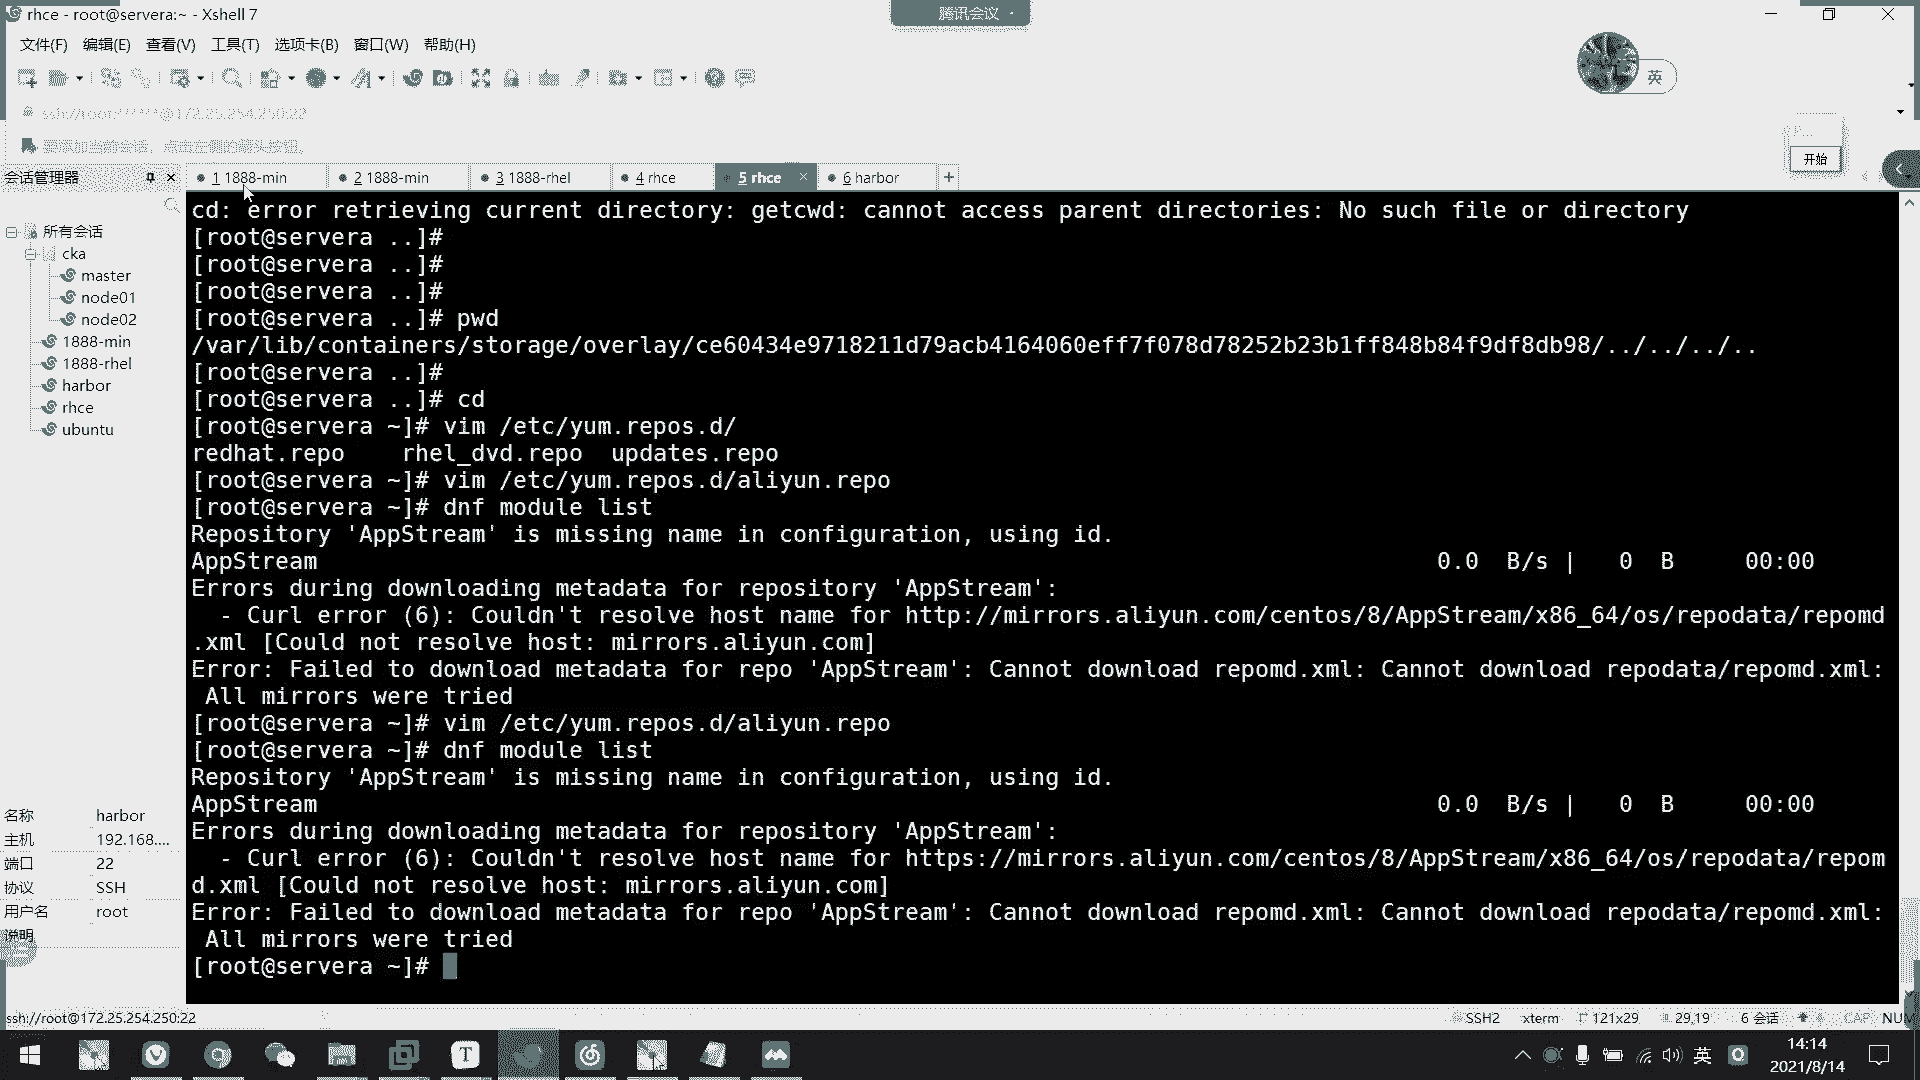 rhce - root@servera:~ - Xshell 7
腾讯会议
文件(F) 编辑(E) 查看(V) 工具(T) 选项卡(B) 窗口(W) 帮助(H)
英
ssh://root:*****@172.25.254.250:22
要添加当前会话，点击左侧的箭头按钮。
开始
会话管理器
1 1888-min
2 1888-min
3 1888-rhel
4 rhce
5 rhce
6 harbor
所有会话
cka
master
node01
node02
1888-min
1888-rhel
harbor
rhce
ubuntu
名称 harbor
主机 192.168....
端口 22
协议 SSH
用户名 root
说明
cd: error retrieving current directory: getcwd: cannot access parent directories: No such file or directory
[root@servera ..]#
[root@servera ..]#
[root@servera ..]#
[root@servera ..]# pwd
/var/lib/containers/storage/overlay/ce60434e9718211d79acb4164060eff7f078d78252b23b1ff848b84f9df8db98/../../../..
[root@servera ..]#
[root@servera ..]# cd
[root@servera ~]# vim /etc/yum.repos.d/
redhat.repo rhel_dvd.repo updates.repo
[root@servera ~]# vim /etc/yum.repos.d/aliyun.repo
[root@servera ~]# dnf module list
Repository 'AppStream' is missing name in configuration, using id.
AppStream 0.0 B/s | 0 B 00:00
Errors during downloading metadata for repository 'AppStream':
- Curl error (6): Couldn't resolve host name for http://mirrors.aliyun.com/centos/8/AppStream/x86_64/os/repodata/repomd
.xml [Could not resolve host: mirrors.aliyun.com]
Error: Failed to download metadata for repo 'AppStream': Cannot download repomd.xml: Cannot download repodata/repomd.xml:
All mirrors were tried
[root@servera ~]# vim /etc/yum.repos.d/aliyun.repo
[root@servera ~]# dnf module list
Repository 'AppStream' is missing name in configuration, using id.
AppStream 0.0 B/s | 0 B 00:00
Errors during downloading metadata for repository 'AppStream':
- Curl error (6): Couldn't resolve host name for https://mirrors.aliyun.com/centos/8/AppStream/x86_64/os/repodata/repom
d.xml [Could not resolve host: mirrors.aliyun.com]
Error: Failed to download metadata for repo 'AppStream': Cannot download repomd.xml: Cannot download repodata/repomd.xml:
All mirrors were tried
[root@servera ~]#
ssh://root@172.25.254.250:22
SSH2 xterm 121x29 29,19 6 会话 CAP NUM
英
14:14
2021/8/14